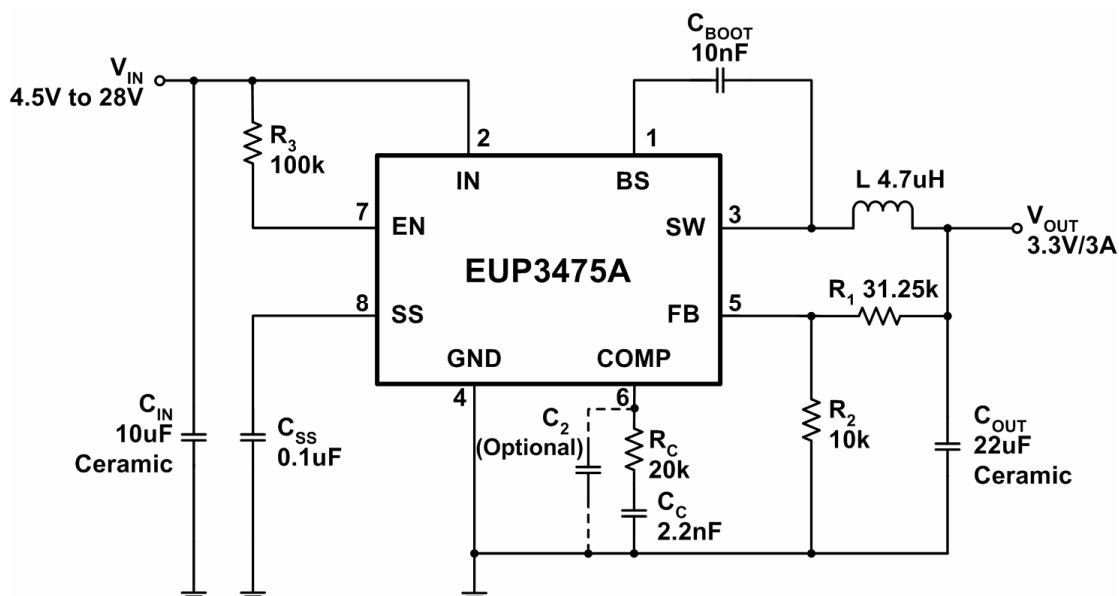 C_BOOT
10nF
V_IN
4.5V to 28V
R_3
100k
2
1
IN
BS
L 4.7uH
7
EN
SW
3
V_OUT
3.3V/3A
EUP3475A
R_1 31.25k
8
SS
FB
5
GND
COMP
4
6
C_IN
10uF
Ceramic
C_SS
0.1uF
C_2
(Optional)
R_C
20k
C_C
2.2nF
R_2
10k
C_OUT
22uF
Ceramic